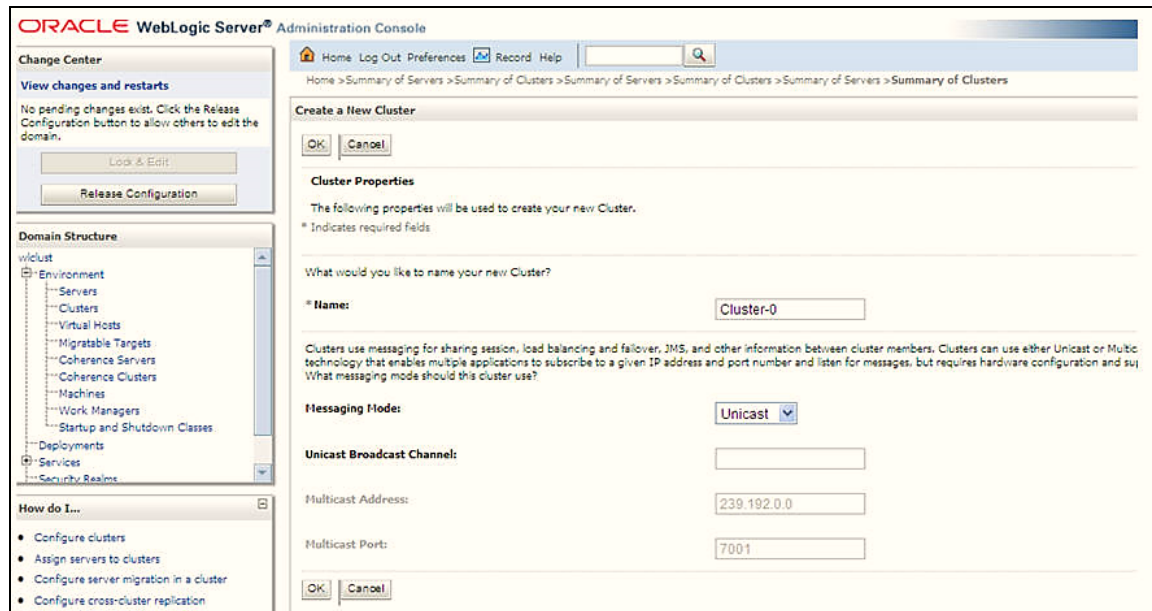 ORACLE WebLogic Server® Administration Console
Change Center
View changes and restarts
No pending changes exist. Click the Release
Configuration button to allow others to edit the
domain.
Lock & Edit
Release Configuration
Domain Structure
wlclust
Environment
Servers
Clusters
Virtual Hosts
Migratable Targets
Coherence Servers
Coherence Clusters
Machines
Work Managers
Startup and Shutdown Classes
Deployments
Services
Security Realms
How do I...
Configure clusters
Assign servers to clusters
Configure server migration in a cluster
Configure cross-cluster replication
Home Log Out Preferences Record Help
Home >Summary of Servers >Summary of Clusters >Summary of Servers >Summary of Clusters >Summary of Servers >Summary of Clusters
Create a New Cluster
OK Cancel
Cluster Properties
The following properties will be used to create your new Cluster.
* Indicates required fields
What would you like to name your new Cluster?
* Name: Cluster-0
Clusters use messaging for sharing session, load balancing and failover, JMS, and other information between cluster members. Clusters can use either Unicast or Multic
technology that enables multiple applications to subscribe to a given IP address and port number and listen for messages, but requires hardware configuration and su
What messaging mode should this cluster use?
Messaging Mode: Unicast
Unicast Broadcast Channel:
Multicast Address: 239.192.0.0
Multicast Port: 7001
OK Cancel